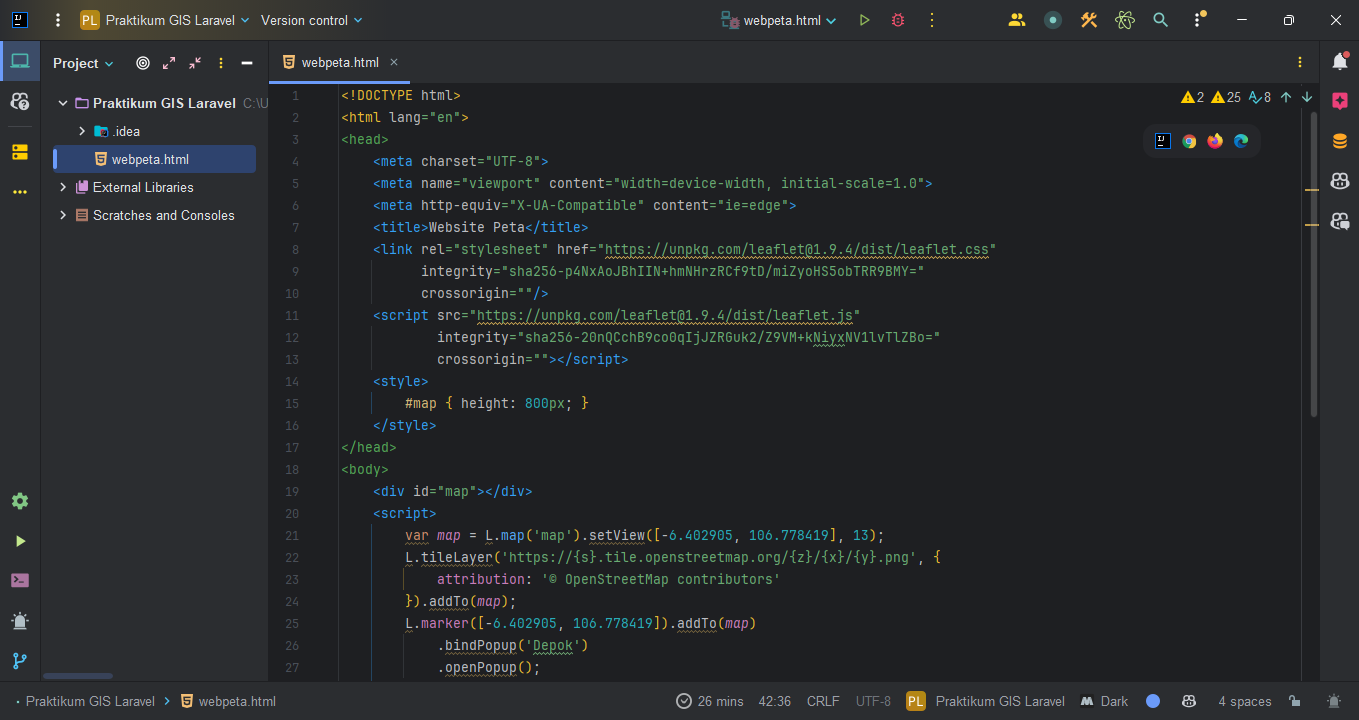 PL Praktikum GIS Laravel Version control webpeta.html
Project
webpeta.html
Praktikum GIS Laravel C:\U
.idea
webpeta.html
External Libraries
Scratches and Consoles
2 25 8
1 <!DOCTYPE html>
2 <html lang="en">
3 <head>
4 <meta charset="UTF-8">
5 <meta name="viewport" content="width=device-width, initial-scale=1.0">
6 <meta http-equiv="X-UA-Compatible" content="ie=edge">
7 <title>Website Peta</title>
8 <link rel="stylesheet" href="https://unpkg.com/leaflet@1.9.4/dist/leaflet.css"
9 integrity="sha256-p4NxAoJBhIIN+hmNHrzRCf9tD/miZyoHS5obTRR9BMY="
10 crossorigin=""/>
11 <script src="https://unpkg.com/leaflet@1.9.4/dist/leaflet.js"
12 integrity="sha256-20nQCchB9co0qIjJZRGuk2/Z9VM+kNiyxNV1lvTlZBo="
13 crossorigin=""></script>
14 <style>
15 #map { height: 800px; }
16 </style>
17 </head>
18 <body>
19 <div id="map"></div>
20 <script>
21 var map = L.map('map').setView([-6.402905, 106.778419], 13);
22 L.tileLayer('https://{s}.tile.openstreetmap.org/{z}/{x}/{y}.png', {
23 attribution: '© OpenStreetMap contributors'
24 }).addTo(map);
25 L.marker([-6.402905, 106.778419]).addTo(map)
26 .bindPopup('Depok')
27 .openPopup();
Praktikum GIS Laravel webpeta.html 26 mins 42:36 CRLF UTF-8 PL Praktikum GIS Laravel Dark 4 spaces